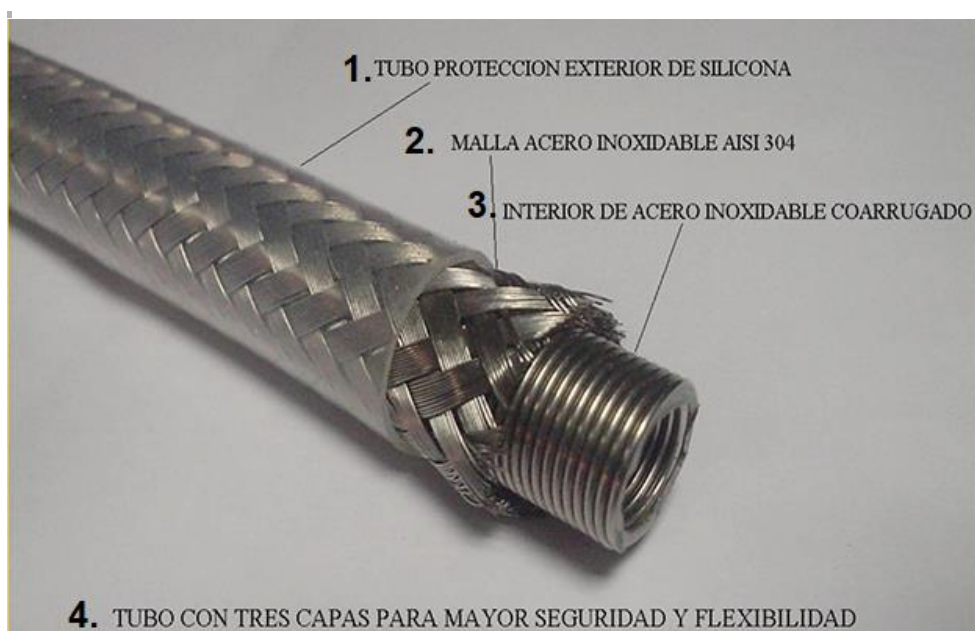 1. TUBO PROTECCION EXTERIOR DE SILICONA
2. MALLA ACERO INOXIDABLE AISI 304
3. INTERIOR DE ACERO INOXIDABLE COARRUGADO
4. TUBO CON TRES CAPAS PARA MAYOR SEGURIDAD Y FLEXIBILIDAD